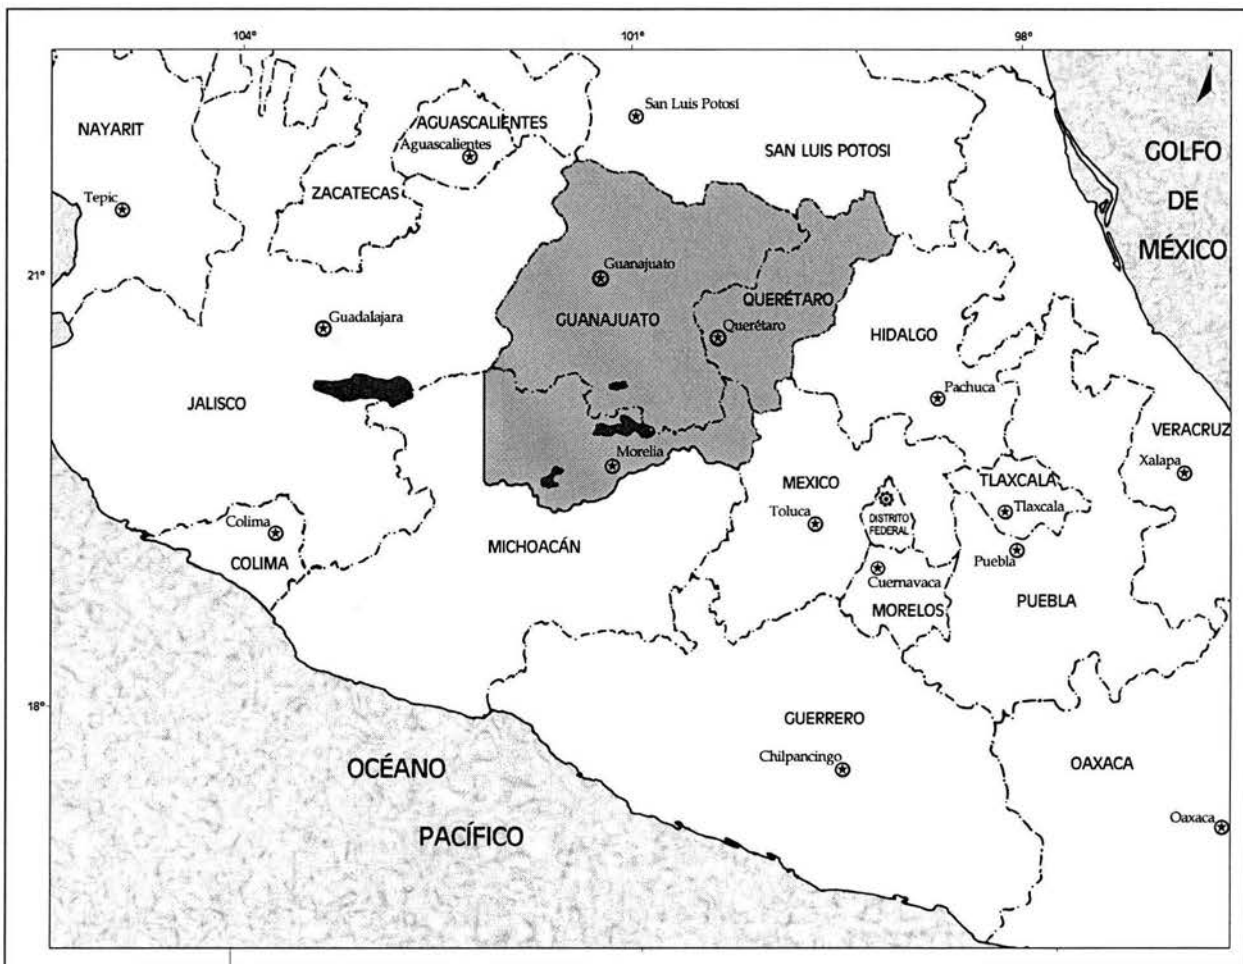 104°
101°
98°
N
San Luis Potosí
NAYARIT
AGUASCALIENTES
Aguascalientes
SAN LUIS POTOSI
GOLFO
DE
MÉXICO
Tepic
ZACATECAS
21°
Guanajuato
QUERÉTARO
Guadalajara
GUANAJUATO
Querétaro
HIDALGO
JALISCO
Pachuca
VERACRUZ
Morelia
Xalapa
MEXICO
TLAXCALA
Toluca
Tlaxcala
DISTRITO
FEDERAL
Colima
MICHOACÁN
COLIMA
Puebla
Cuernavaca
MORELOS
PUEBLA
18°
GUERRERO
Chilpancingo
OAXACA
OCÉANO
PACÍFICO
Oaxaca